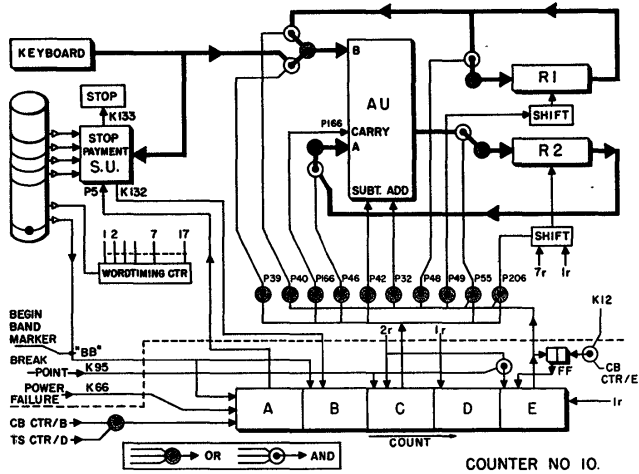 KEYBOARD
B
R1
STOP
K133
AU
SHIFT
STOP
PAYMENT
S.U.
P166
CARRY
A
R2
P5
K132
SUBT. ADD
1 2 7 17
WORDTIMING CTR
P39 P40 P166 P46 P42 P32 P48 P49 P55 P206
SHIFT
7r 1r
BEGIN
BAND
MARKER
"BB"
2r
1r
K12
BREAK
-POINT
K95
FF
CB
CTR/E
POWER
FAILURE
K66
A B C D E
1r
CB CTR/B
TS CTR/D
COUNT
OR
AND
COUNTER NO 10.